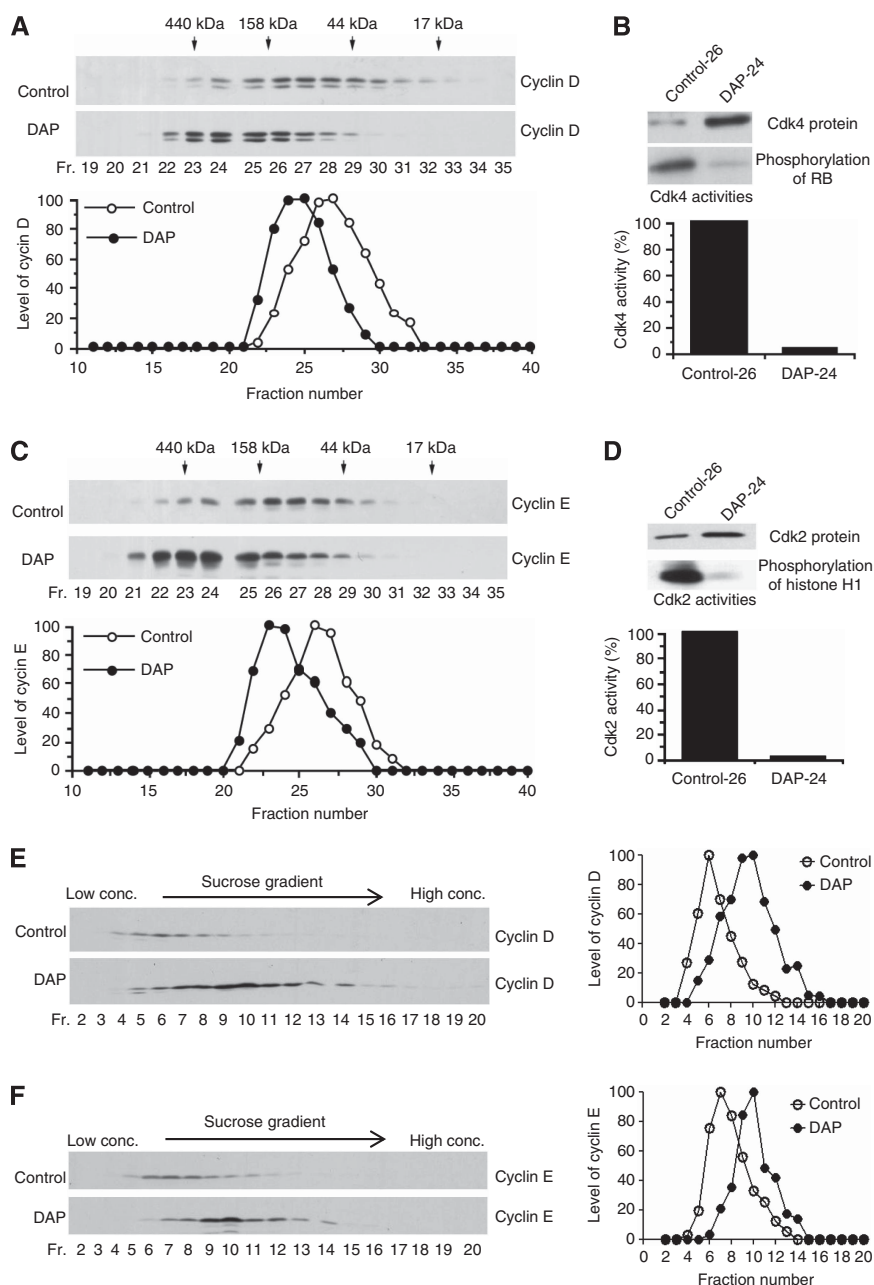 A
440 kDa 158 kDa 44 kDa 17 kDa
Control Cyclin D
DAP Cyclin D
Fr. 19 20 21 22 23 24 25 26 27 28 29 30 31 32 33 34 35
Level of cycin D
100
80
60
40
20
0
Control
DAP
10 15 20 25 30 35 40
Fraction number
B
Control-26 DAP-24
Cdk4 protein
Phosphorylation
of RB
Cdk4 activities
Cdk4 activity (%)
100
80
60
40
20
0
Control-26 DAP-24
C
440 kDa 158 kDa 44 kDa 17 kDa
Control Cyclin E
DAP Cyclin E
Fr. 19 20 21 22 23 24 25 26 27 28 29 30 31 32 33 34 35
Level of cycin E
100
80
60
40
20
0
Control
DAP
10 15 20 25 30 35 40
Fraction number
D
Control-26 DAP-24
Cdk2 protein
Phosphorylation
of histone H1
Cdk2 activities
Cdk2 activity (%)
100
80
60
40
20
0
Control-26 DAP-24
E
Low conc. Sucrose gradient High conc.
Control Cyclin D
DAP Cyclin D
Fr. 2 3 4 5 6 7 8 9 10 11 12 13 14 15 16 17 18 19 20
Level of cyclin D
100
80
60
40
20
0
Control
DAP
0 2 4 6 8 10 12 14 16 18 20
Fraction number
F
Low conc. Sucrose gradient High conc.
Control Cyclin E
DAP Cyclin E
Fr. 2 3 4 5 6 7 8 9 10 11 12 13 14 15 16 17 18 19 20
Level of cyclin E
100
80
60
40
20
0
Control
DAP
0 2 4 6 8 10 12 14 16 18 20
Fraction number